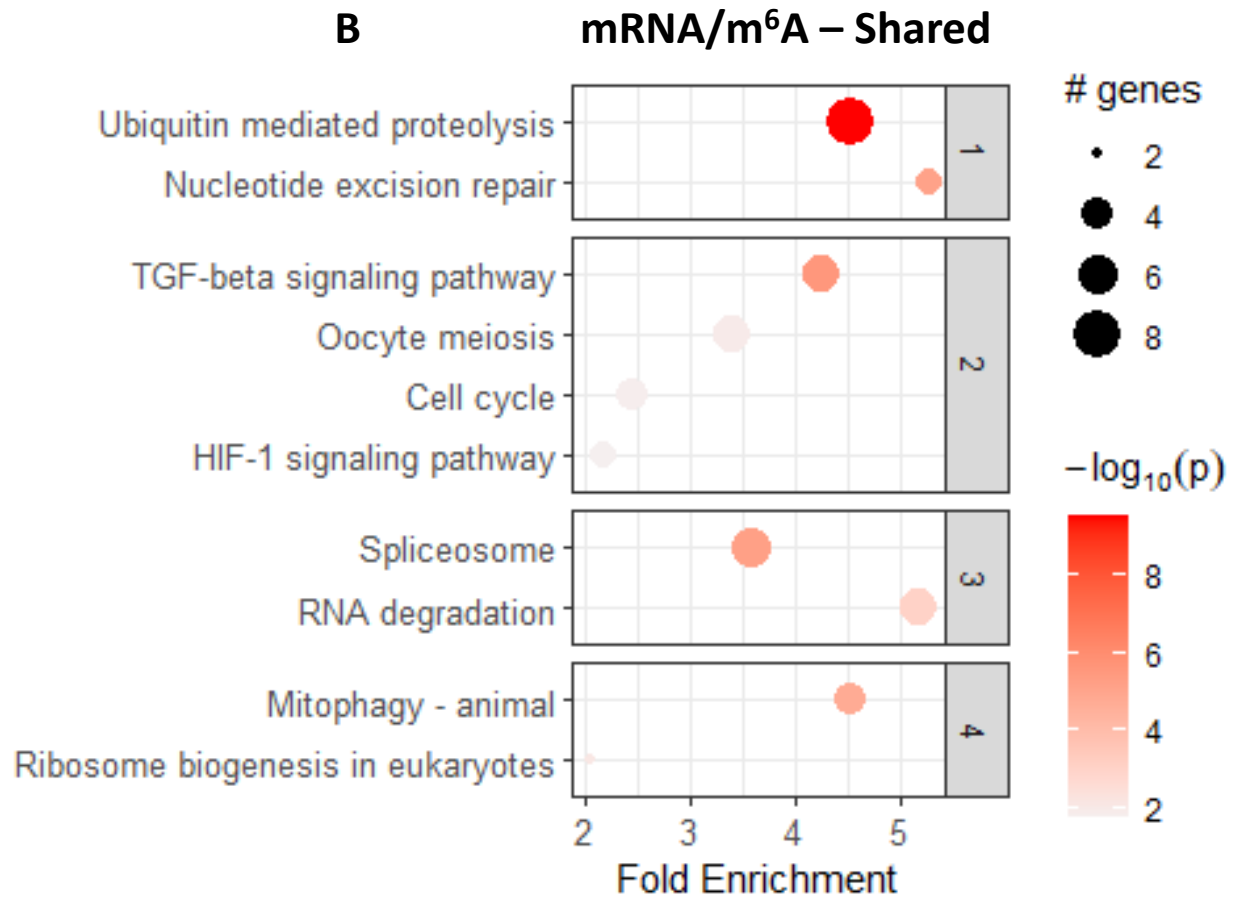 B
mRNA/m⁶A – Shared
Ubiquitin mediated proteolysis
Nucleotide excision repair
1
TGF-beta signaling pathway
Oocyte meiosis
Cell cycle
HIF-1 signaling pathway
2
Spliceosome
RNA degradation
3
Mitophagy - animal
Ribosome biogenesis in eukaryotes
4
2 3 4 5
Fold Enrichment
# genes
2
4
6
8
−log₁₀(p)
8
6
4
2